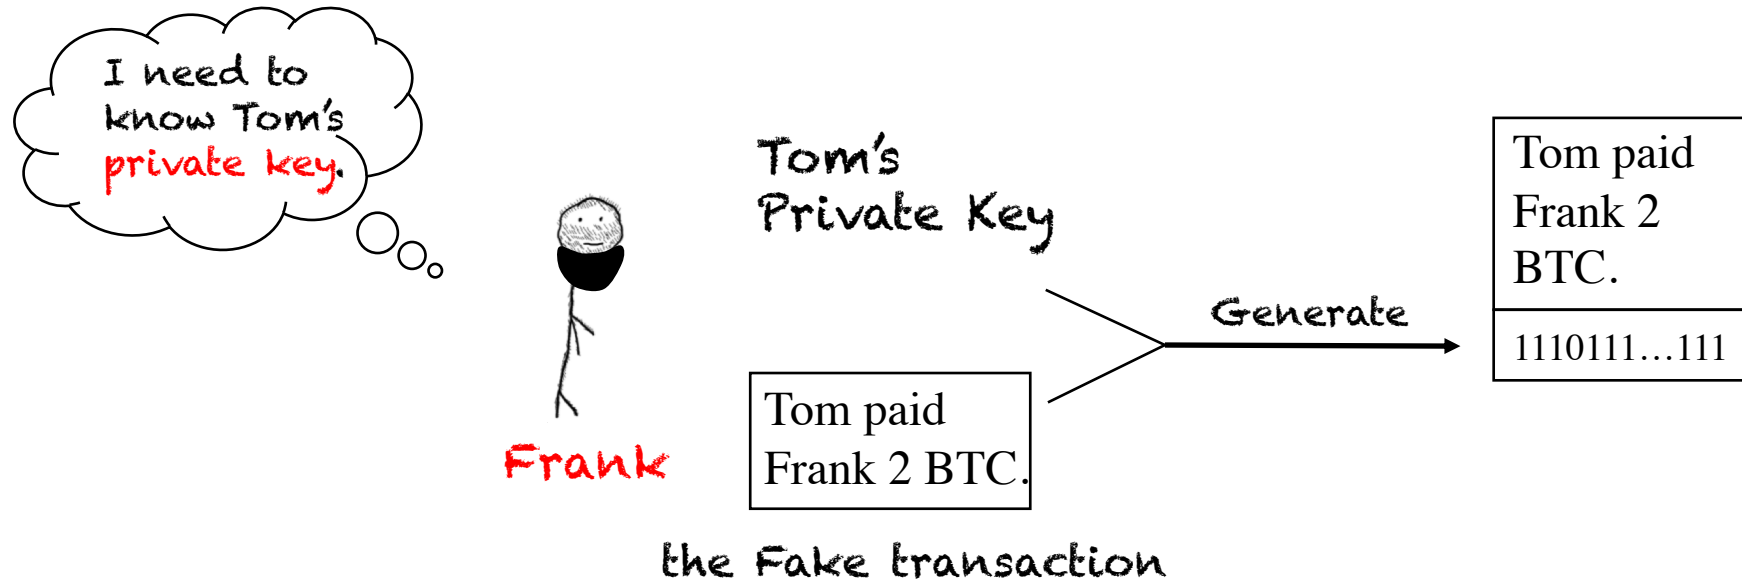 I need to
know Tom's
private key.
Tom's
Private Key
Frank
Tom paid
Frank 2 BTC.
the Fake transaction
Generate
Tom paid
Frank 2
BTC.
1110111...111